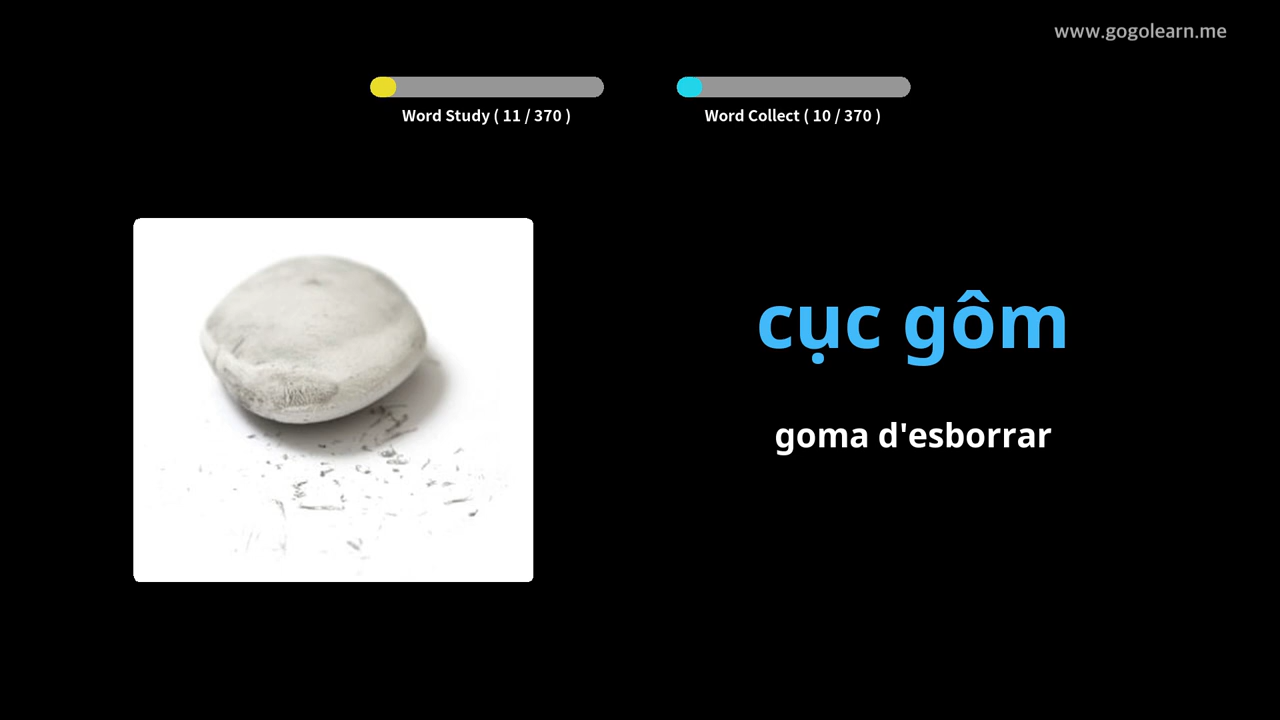 www.gogolearn.me
Word Study ( 11 / 370 )
Word Collect ( 10 / 370 )
cục gôm
goma d'esborrar